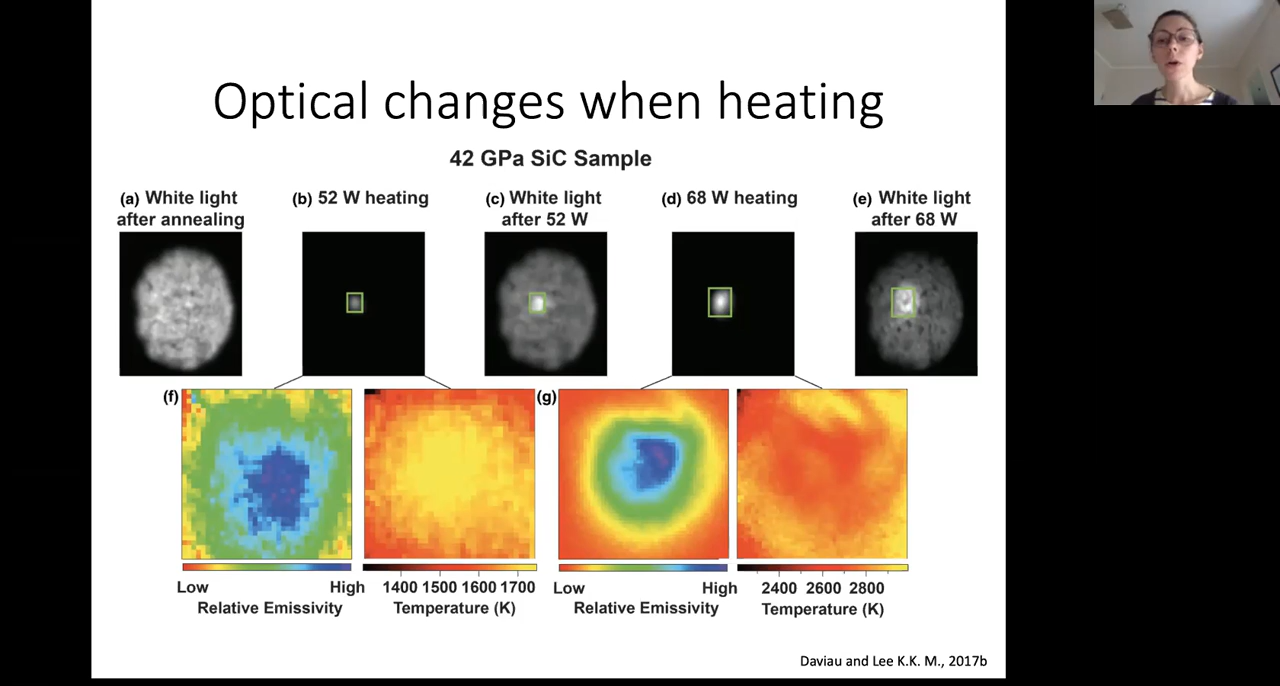 Optical changes when heating
42 GPa SiC Sample
(a) White light
after annealing
(b) 52 W heating
(c) White light
after 52 W
(d) 68 W heating
(e) White light
after 68 W
(f)
(g)
Low High
Relative Emissivity
1400 1500 1600 1700
Temperature (K)
Low High
Relative Emissivity
2400 2600 2800
Temperature (K)
Daviau and Lee K.K. M., 2017b